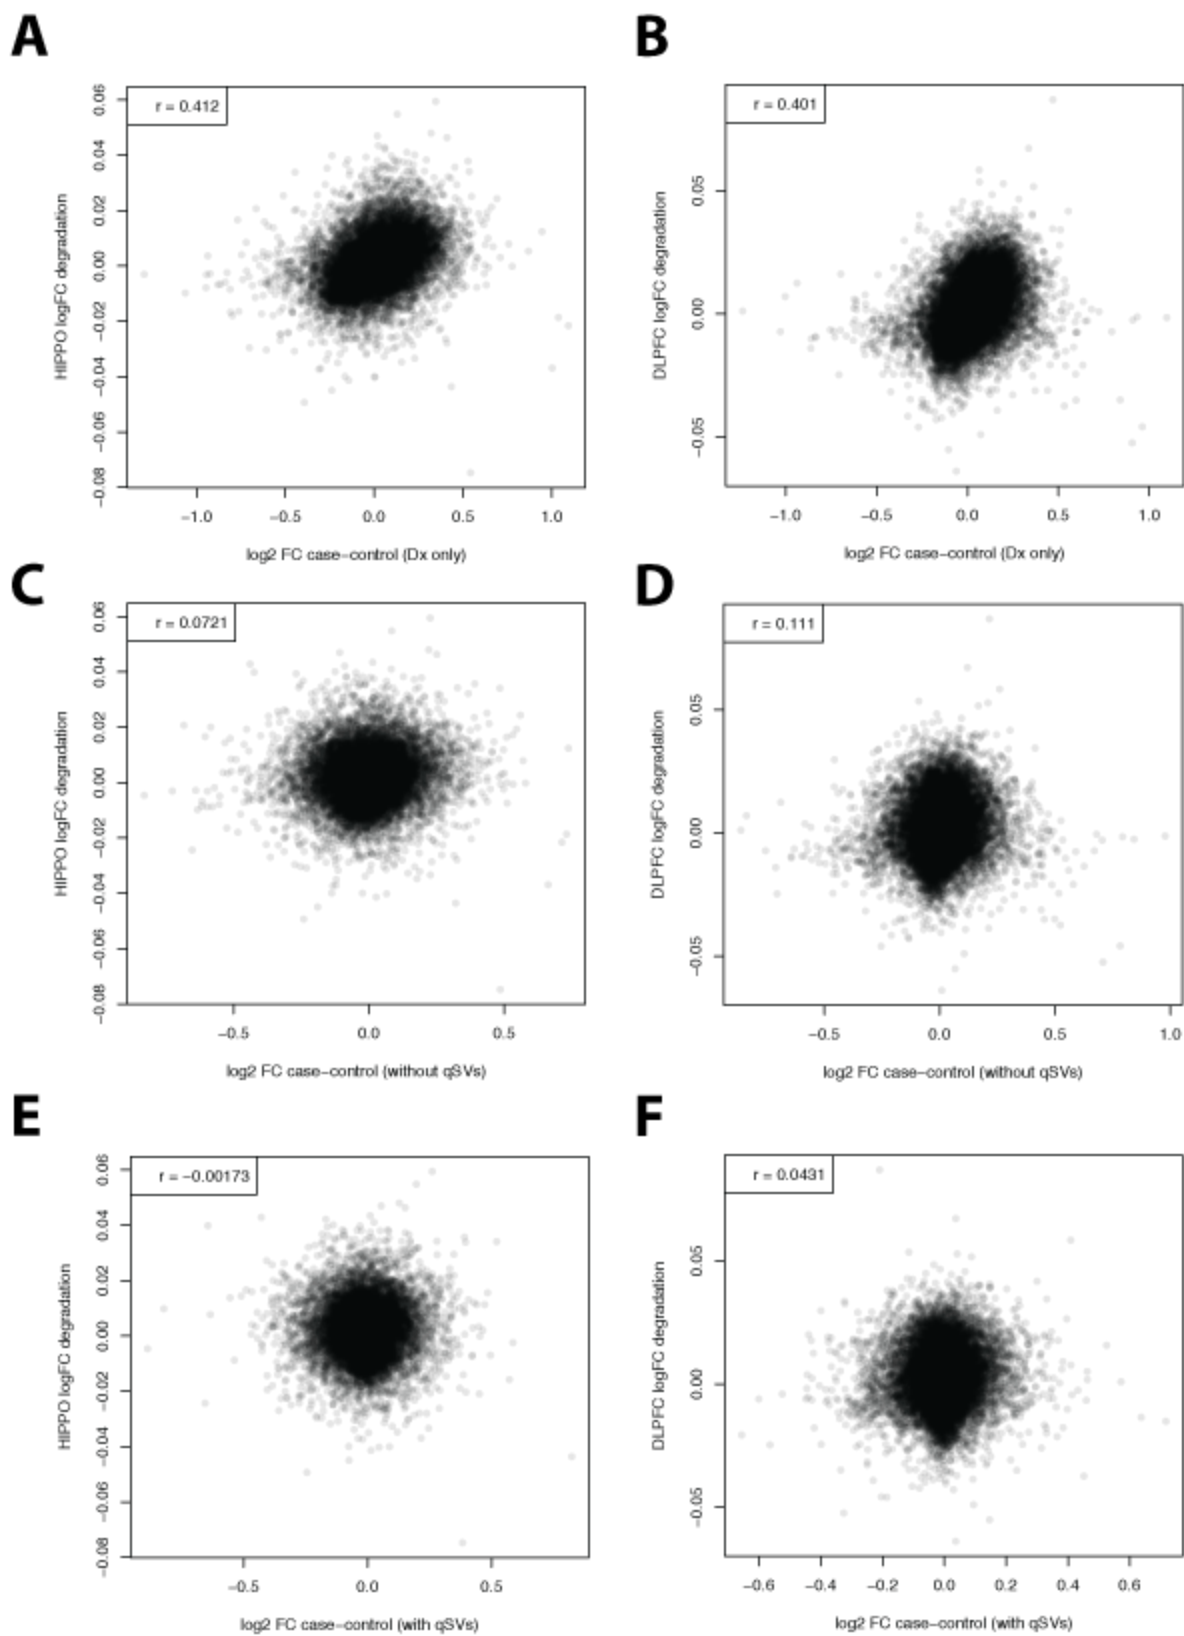 A
B
r = 0.412
HIPPO logFC degradation
0.06
0.04
0.02
0.00
−0.02
−0.04
−0.06
−0.08
−1.0 −0.5 0.0 0.5 1.0
log2 FC case−control (Dx only)
r = 0.401
DLPFC logFC degradation
0.05
0.00
−0.05
−1.0 −0.5 0.0 0.5 1.0
log2 FC case−control (Dx only)
C
D
r = 0.0721
HIPPO logFC degradation
0.06
0.04
0.02
0.00
−0.02
−0.04
−0.06
−0.08
−0.5 0.0 0.5
log2 FC case−control (without qSVs)
r = 0.111
DLPFC logFC degradation
0.05
0.00
−0.05
−0.5 0.0 0.5 1.0
log2 FC case−control (without qSVs)
E
F
r = −0.00173
HIPPO logFC degradation
0.06
0.04
0.02
0.00
−0.02
−0.04
−0.06
−0.08
−0.5 0.0 0.5
log2 FC case−control (with qSVs)
r = 0.0431
DLPFC logFC degradation
0.05
0.00
−0.05
−0.6 −0.4 −0.2 0.0 0.2 0.4 0.6
log2 FC case−control (with qSVs)